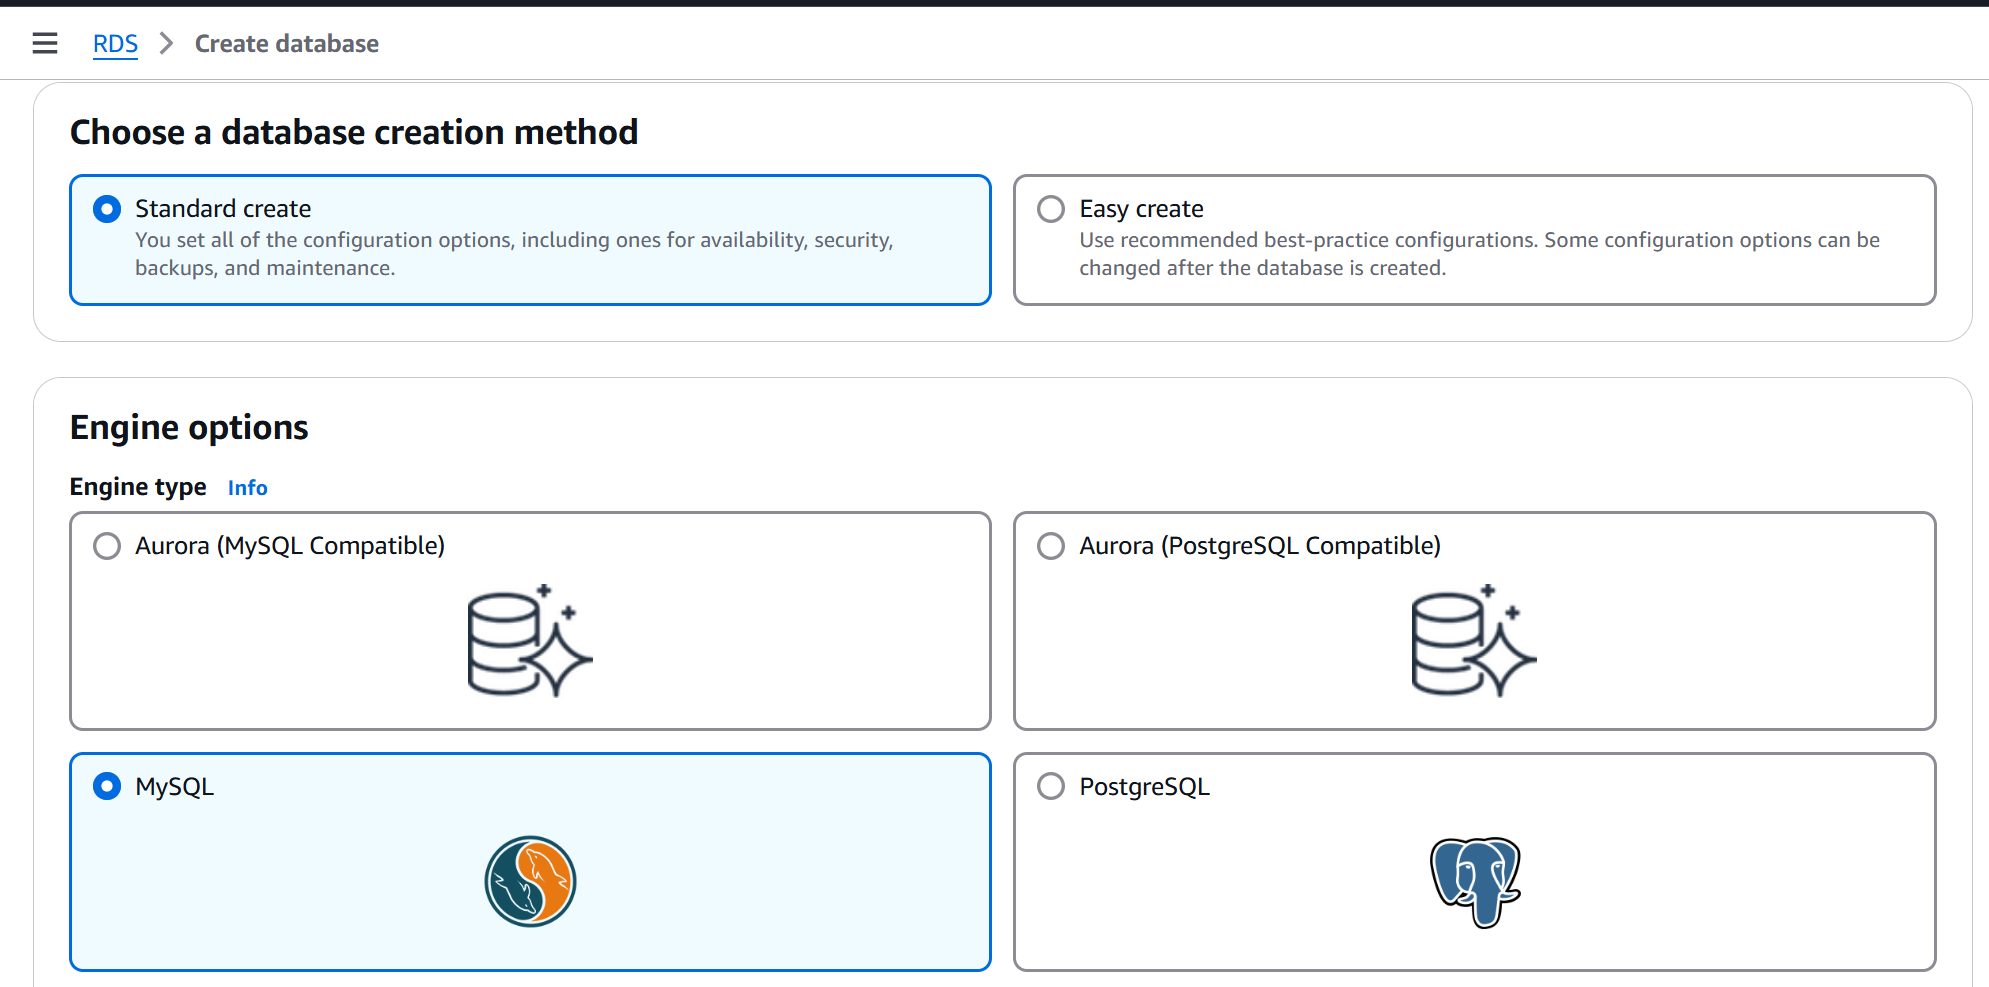 RDS > Create database
Choose a database creation method
Standard create
You set all of the configuration options, including ones for availability, security,
backups, and maintenance.
Easy create
Use recommended best-practice configurations. Some configuration options can be
changed after the database is created.
Engine options
Engine type Info
Aurora (MySQL Compatible)
Aurora (PostgreSQL Compatible)
MySQL
PostgreSQL